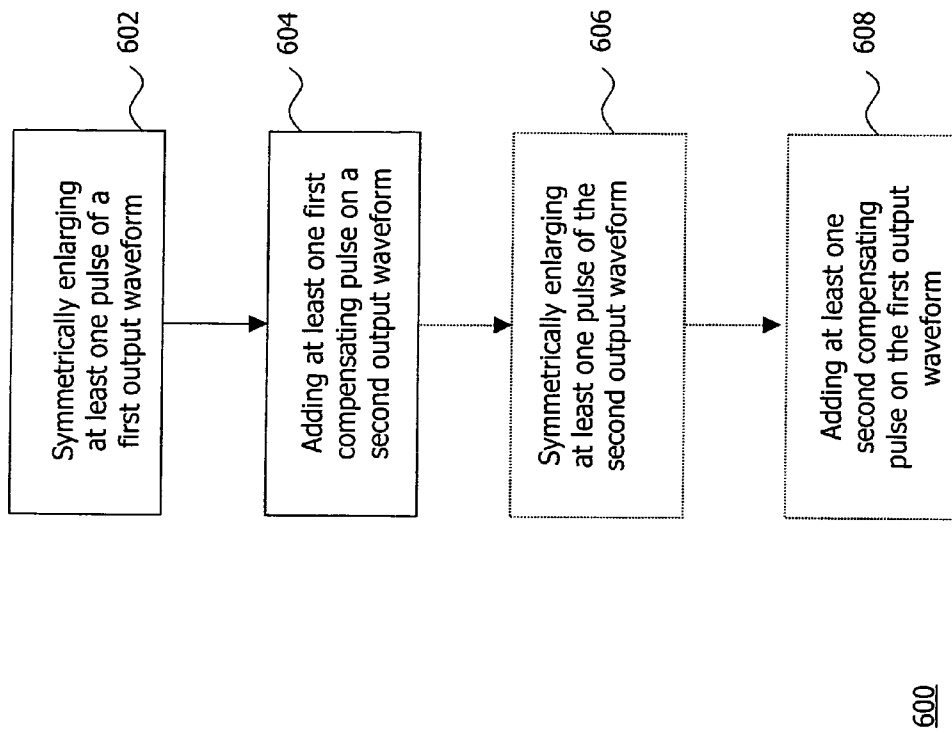 Symmetrically enlarging
at least one pulse of a
first output waveform
602
Adding at least one first
compensating pulse on a
second output waveform
604
Symmetrically enlarging
at least one pulse of the
second output waveform
606
Adding at least one
second compensating
pulse on the first output
waveform
608
600